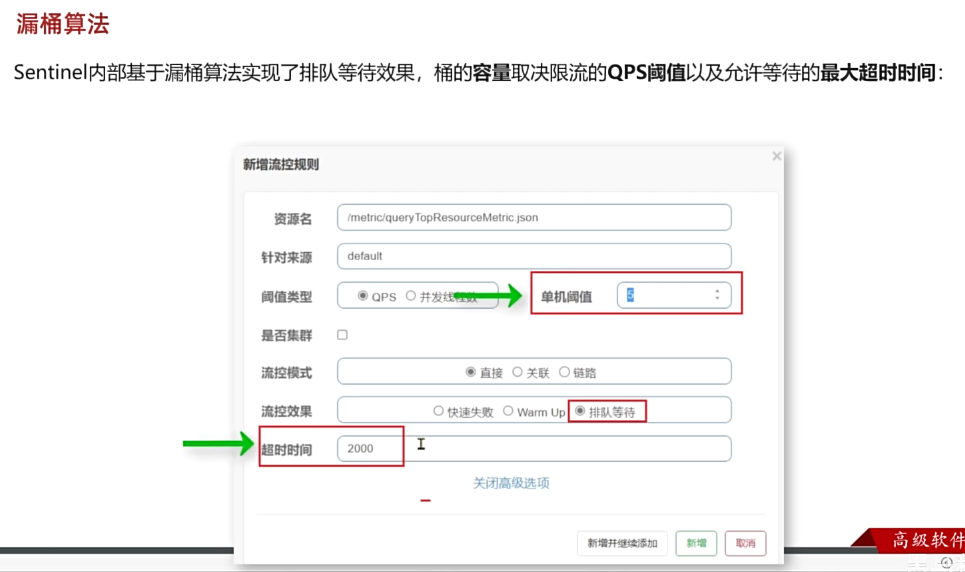 漏桶算法
Sentinel内部基于漏桶算法实现了排队等待效果，桶的容量取决限流的QPS阈值以及允许等待的最大超时时间：
新增流控规则
资源名 /metric/queryTopResourceMetric.json
针对来源 default
阈值类型 QPS 并发线程数 单机阈值 5
是否集群
流控模式 直接 关联 链路
流控效果 快速失败 Warm Up 排队等待
超时时间 2000
关闭高级选项
新增并继续添加 新增 取消
高级软件